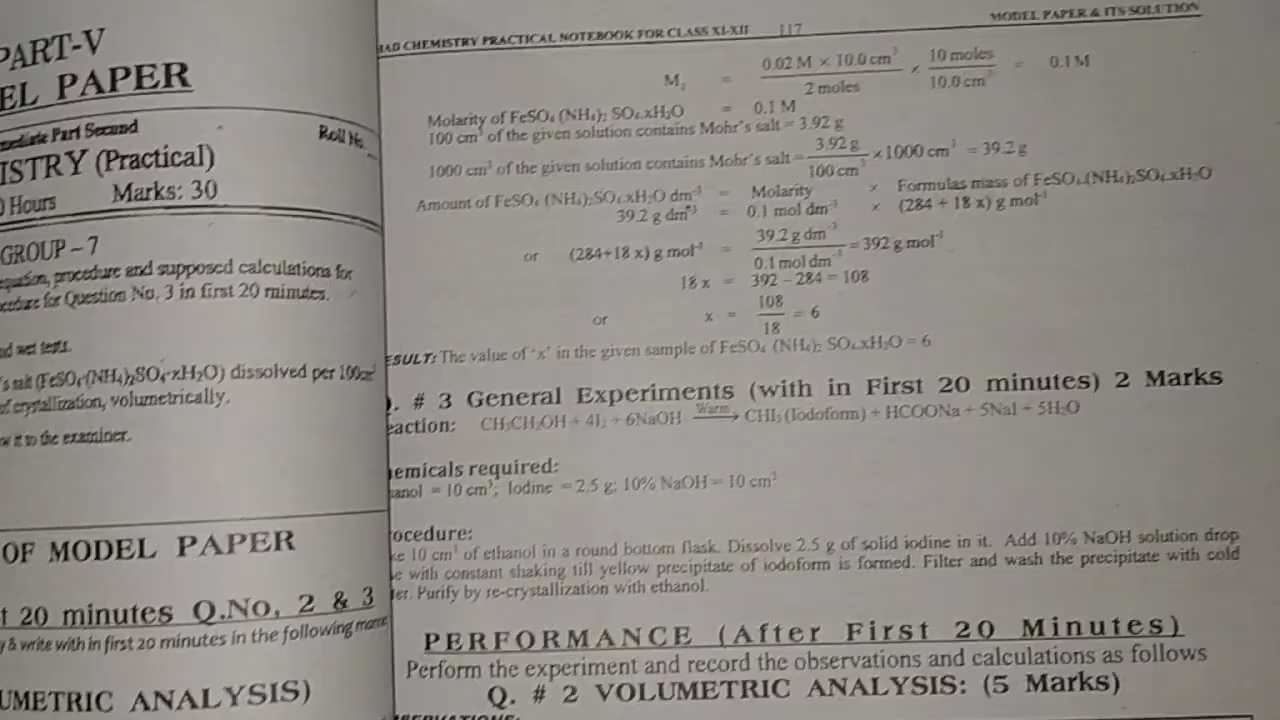 PART-V
EL PAPER
mediate Part Second
Roll No.
ISTRY (Practical)
0 Hours Marks: 30
GROUP – 7
equation, procedure and supposed calculations for
cedure for Question No. 3 in first 20 minutes.
nd wet tests.
's salt (FeSO₄(NH₄)₂SO₄xH₂O) dissolved per 100cm³
of crystallization, volumetrically.
w it to the examiner.
OF MODEL PAPER
t 20 minutes Q.No, 2 & 3
y & write with in first 20 minutes in the following
UMETRIC ANALYSIS)
HAD CHEMISTRY PRACTICAL NOTEBOOK FOR CLASS XI-XII 117 MODEL PAPER & ITS SOLUTION
M₁ = 0.02 M × 10.0 cm³ / 2 moles × 10 moles / 10.0 cm³ = 0.1 M
Molarity of FeSO₄ (NH₄)₂ SO₄.xH₂O = 0.1 M
100 cm³ of the given solution contains Mohr's salt = 3.92 g
1000 cm³ of the given solution contains Mohr's salt = 3.92 g / 100 cm³ × 1000 cm³ = 39.2 g
Amount of FeSO₄ (NH₄)₂SO₄.xH₂O dm⁻³ = Molarity × Formulas mass of FeSO₄.(NH₄)₂SO₄.xH₂O
39.2 g dm⁻³ = 0.1 mol dm⁻³ × (284 + 18 x) g mol⁻¹
or (284+18 x) g mol⁻¹ = 39.2 g dm⁻³ / 0.1 mol dm⁻³ = 392 g mol⁻¹
18 x = 392 – 284 = 108
or x = 108 / 18 = 6
ESULT: The value of 'x' in the given sample of FeSO₄ (NH₄)₂ SO₄.xH₂O = 6
. # 3 General Experiments (with in First 20 minutes) 2 Marks
eaction: CH₃CH₂OH + 4I₂ + 6NaOH Warm → CHI₃ (Iodoform) + HCOONa + 5NaI + 5H₂O
emicals required:
anol = 10 cm³; Iodine = 2.5 g; 10% NaOH = 10 cm³
ocedure:
ke 10 cm³ of ethanol in a round bottom flask. Dissolve 2.5 g of solid iodine in it. Add 10% NaOH solution drop
e with constant shaking till yellow precipitate of iodoform is formed. Filter and wash the precipitate with cold
ter. Purify by re-crystallization with ethanol.
PERFORMANCE (After First 20 Minutes)
Perform the experiment and record the observations and calculations as follows
Q. # 2 VOLUMETRIC ANALYSIS: (5 Marks)